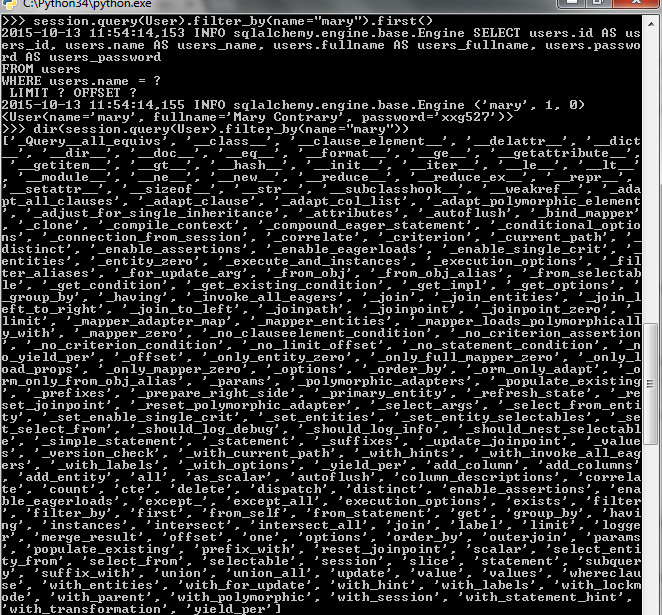 C:\Python34\python.exe
>>> session.query(User).filter_by(name="mary").first()
2015-10-13 11:54:14,153 INFO sqlalchemy.engine.base.Engine SELECT users.id AS us
ers_id, users.name AS users_name, users.fullname AS users_fullname, users.passwo
rd AS users_password
FROM users
WHERE users.name = ?
 LIMIT ? OFFSET ?
2015-10-13 11:54:14,155 INFO sqlalchemy.engine.base.Engine ('mary', 1, 0)
<User(name='mary', fullname='Mary Contrary', password='xxg527')>
>>> dir(session.query(User).filter_by(name="mary"))
['_Query__all_equivs', '__class__', '__clause_element__', '__delattr__', '__dict
__', '__dir__', '__doc__', '__eq__', '__format__', '__ge__', '__getattribute__',
 '__getitem__', '__gt__', '__hash__', '__init__', '__iter__', '__le__', '__lt__'
, '__module__', '__ne__', '__new__', '__reduce__', '__reduce_ex__', '__repr__',
'__setattr__', '__sizeof__', '__str__', '__subclasshook__', '__weakref__', '_ada
pt_all_clauses', '_adapt_clause', '_adapt_col_list', '_adapt_polymorphic_element
', '_adjust_for_single_inheritance', '_attributes', '_autoflush', '_bind_mapper'
, '_clone', '_compile_context', '_compound_eager_statement', '_conditional_optio
ns', '_connection_from_session', '_correlate', '_criterion', '_current_path', '_
distinct', '_enable_assertions', '_enable_eagerloads', '_enable_single_crit', '_
entities', '_entity_zero', '_execute_and_instances', '_execution_options', '_fil
ter_aliases', '_for_update_arg', '_from_obj', '_from_obj_alias', '_from_selectab
le', '_get_condition', '_get_existing_condition', '_get_impl', '_get_options', '
_group_by', '_having', '_invoke_all_eagers', '_join', '_join_entities', '_join_l
eft_to_right', '_join_to_left', '_joinpath', '_joinpoint', '_joinpoint_zero', '_
limit', '_mapper_adapter_map', '_mapper_entities', '_mapper_loads_polymorphicall
y_with', '_mapper_zero', '_no_clauseelement_condition', '_no_criterion_assertion
', '_no_criterion_condition', '_no_limit_offset', '_no_statement_condition', '_n
o_yield_per', '_offset', '_only_entity_zero', '_only_full_mapper_zero', '_only_l
oad_props', '_only_mapper_zero', '_options', '_order_by', '_orm_only_adapt', '_o
rm_only_from_obj_alias', '_params', '_polymorphic_adapters', '_populate_existing
', '_prefixes', '_prepare_right_side', '_primary_entity', '_refresh_state', '_re
set_joinpoint', '_reset_polymorphic_adapter', '_select_args', '_select_from_enti
ty', '_set_enable_single_crit', '_set_entities', '_set_entity_selectables', '_se
t_select_from', '_should_log_debug', '_should_log_info', '_should_nest_selectabl
e', '_simple_statement', '_statement', '_suffixes', '_update_joinpoint', '_value
s', '_version_check', '_with_current_path', '_with_hints', '_with_invoke_all_eag
ers', '_with_labels', '_with_options', '_yield_per', 'add_column', 'add_columns'
, 'add_entity', 'all', 'as_scalar', 'autoflush', 'column_descriptions', 'correla
te', 'count', 'cte', 'delete', 'dispatch', 'distinct', 'enable_assertions', 'ena
ble_eagerloads', 'except_', 'except_all', 'execution_options', 'exists', 'filter
', 'filter_by', 'first', 'from_self', 'from_statement', 'get', 'group_by', 'havi
ng', 'instances', 'intersect', 'intersect_all', 'join', 'label', 'limit', 'logge
r', 'merge_result', 'offset', 'one', 'options', 'order_by', 'outerjoin', 'params
', 'populate_existing', 'prefix_with', 'reset_joinpoint', 'scalar', 'select_enti
ty_from', 'select_from', 'selectable', 'session', 'slice', 'statement', 'subquer
y', 'suffix_with', 'union', 'union_all', 'update', 'value', 'values', 'whereclau
se', 'with_entities', 'with_for_update', 'with_hint', 'with_labels', 'with_lockm
ode', 'with_parent', 'with_polymorphic', 'with_session', 'with_statement_hint',
'with_transformation', 'yield_per']